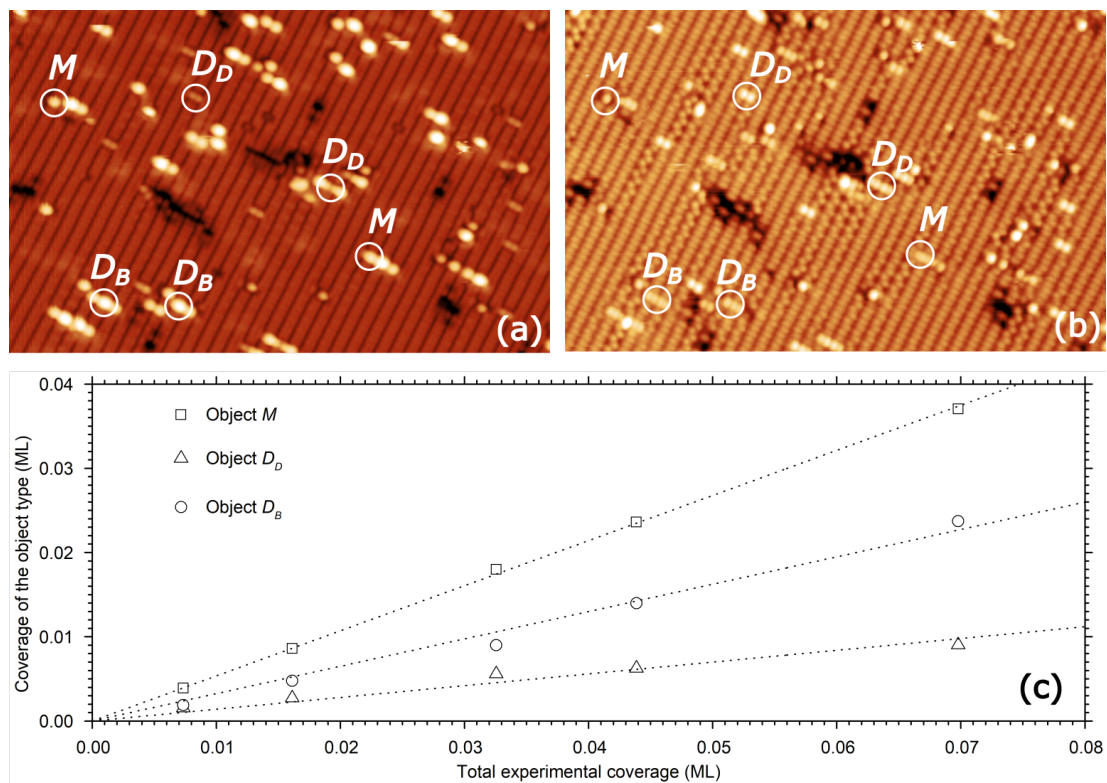 M
D_D
D_D
M
D_B
D_B
(a)
M
D_D
D_D
M
D_B
D_B
(b)
Coverage of the object type (ML)
0.04
0.03
0.02
0.01
0.00
Object M
Object D_D
Object D_B
(c)
0.00 0.01 0.02 0.03 0.04 0.05 0.06 0.07 0.08
Total experimental coverage (ML)